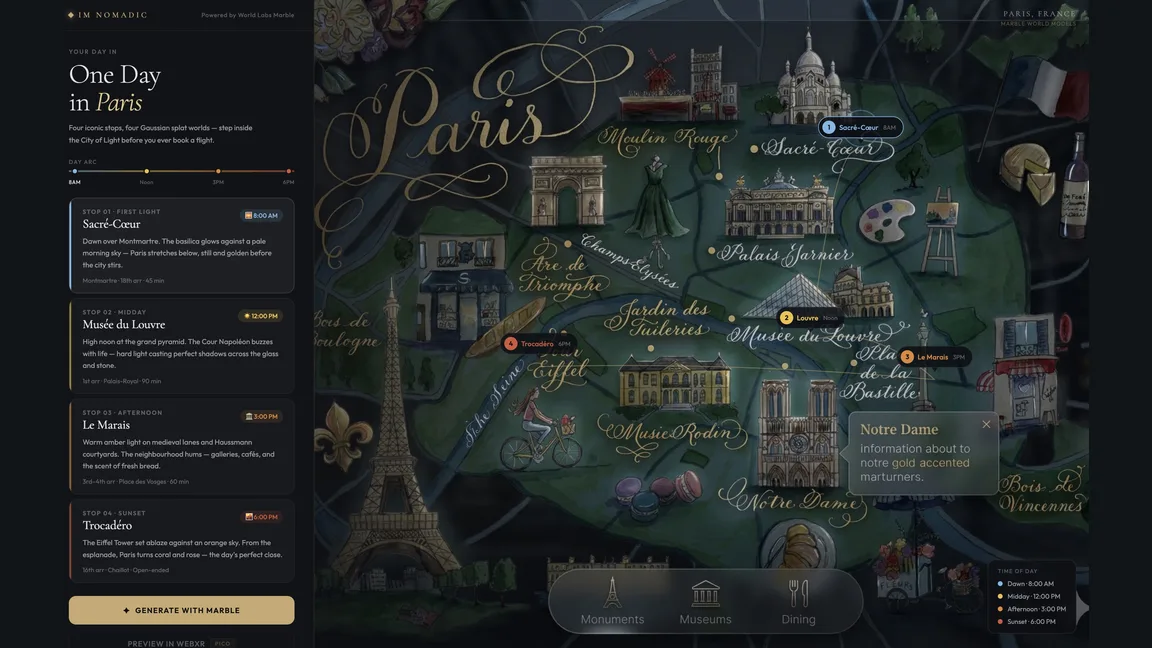 IM NOMADIC
Powered by World Labs Marble
YOUR DAY IN
One Day
in Paris
Four iconic stops, four Gaussian splat worlds — step inside
the City of Light before you ever book a flight.
DAY ARC
8AM
Noon
3PM
6PM
STOP 01 · FIRST LIGHT
8:00 AM
Sacré-Cœur
Dawn over Montmartre. The basilica glows against a pale
morning sky — Paris stretches below, still and golden before
the city stirs.
Montmartre · 18th arr · 45 min
STOP 02 · MIDDAY
12:00 PM
Musée du Louvre
High noon at the grand pyramid. The Cour Napoléon buzzes
with life — hard light casting perfect shadows across the glass
and stone.
1st arr · Palais-Royal · 90 min
STOP 03 · AFTERNOON
3:00 PM
Le Marais
Warm amber light on medieval lanes and Haussmann
courtyards. The neighbourhood hums — galleries, cafés, and
the scent of fresh bread.
3rd–4th arr · Place des Vosges · 60 min
STOP 04 · SUNSET
6:00 PM
Trocadéro
The Eiffel Tower set ablaze against an orange sky. From the
esplanade, Paris turns coral and rose — the day's perfect close.
16th arr · Chaillot · Open-ended
GENERATE WITH MARBLE
PREVIEW IN WEBXR PICO
PARIS, FRANCE
MARBLE WORLD MODELS
Paris
Moulin Rouge
1 Sacré-Cœur 8AM
Sacré-Cœur
Champs-Elysées
Palais Garnier
Arc de
Triomphe
S
Jardin des
Tuileries
2 Louvre Noon
Musée du Louvre
Bois de
Boulogne
4 Trocadéro 6PM
Tour
Eiffel
3 Le Marais 3PM
Pla
de la
Bastille
The Seine
Musée Rodin
Notre Dame
Notre Dame
information about to
notre gold accented
marturners.
Bois de
Vincennes
Monuments
Museums
Dining
TIME OF DAY
Dawn · 8:00 AM
Midday · 12:00 PM
Afternoon · 3:00 PM
Sunset · 6:00 PM